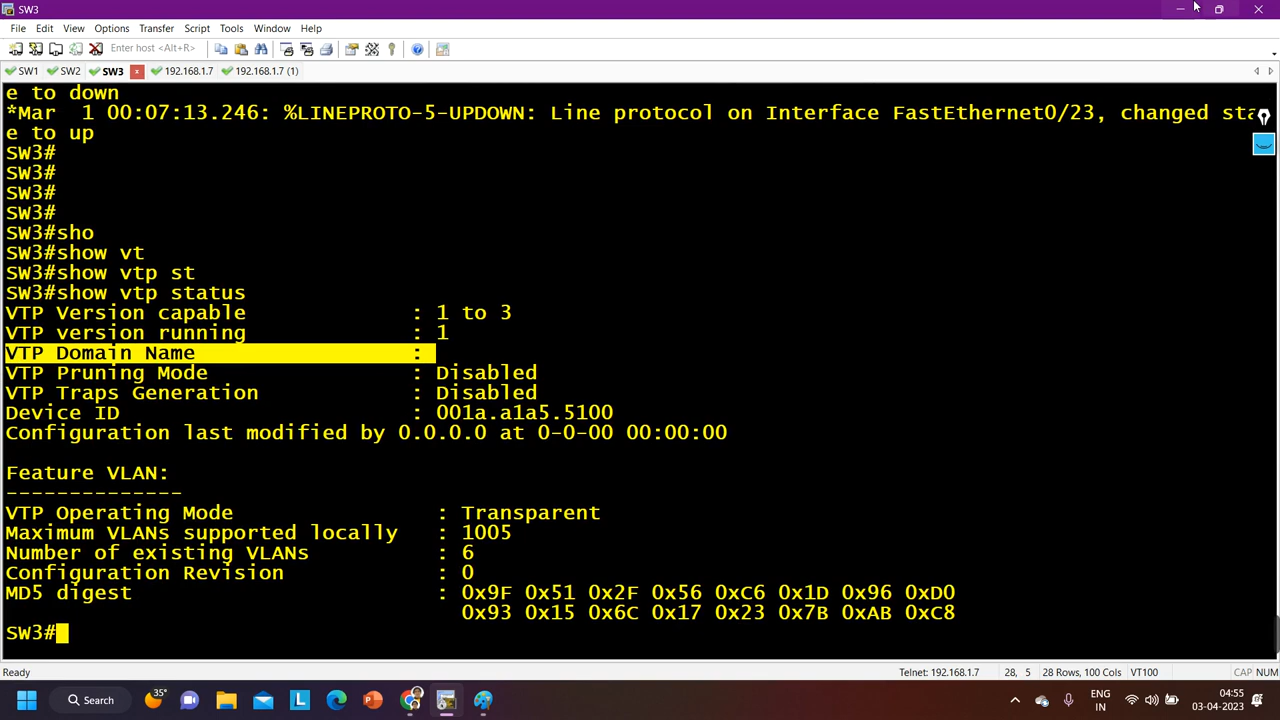 SW3
File Edit View Options Transfer Script Tools Window Help
Enter host <Alt+R>
SW1 SW2 SW3 x 192.168.1.7 192.168.1.7 (1)
e to down
*Mar  1 00:07:13.246: %LINEPROTO-5-UPDOWN: Line protocol on Interface FastEthernet0/23, changed sta
e to up
SW3#
SW3#
SW3#
SW3#
SW3#sho
SW3#show vt
SW3#show vtp st
SW3#show vtp status
VTP Version capable : 1 to 3
VTP version running : 1
VTP Domain Name :
VTP Pruning Mode : Disabled
VTP Traps Generation : Disabled
Device ID : 001a.a1a5.5100
Configuration last modified by 0.0.0.0 at 0-0-00 00:00:00
Feature VLAN:
--------------
VTP Operating Mode : Transparent
Maximum VLANs supported locally : 1005
Number of existing VLANs : 6
Configuration Revision : 0
MD5 digest : 0x9F 0x51 0x2F 0x56 0xC6 0x1D 0x96 0xD0
0x93 0x15 0x6C 0x17 0x23 0x7B 0xAB 0xC8
SW3#
Ready Telnet: 192.168.1.7 28, 5 28 Rows, 100 Cols VT100 CAP NUM
Search 35° L P ENG 04:55
IN 03-04-2023